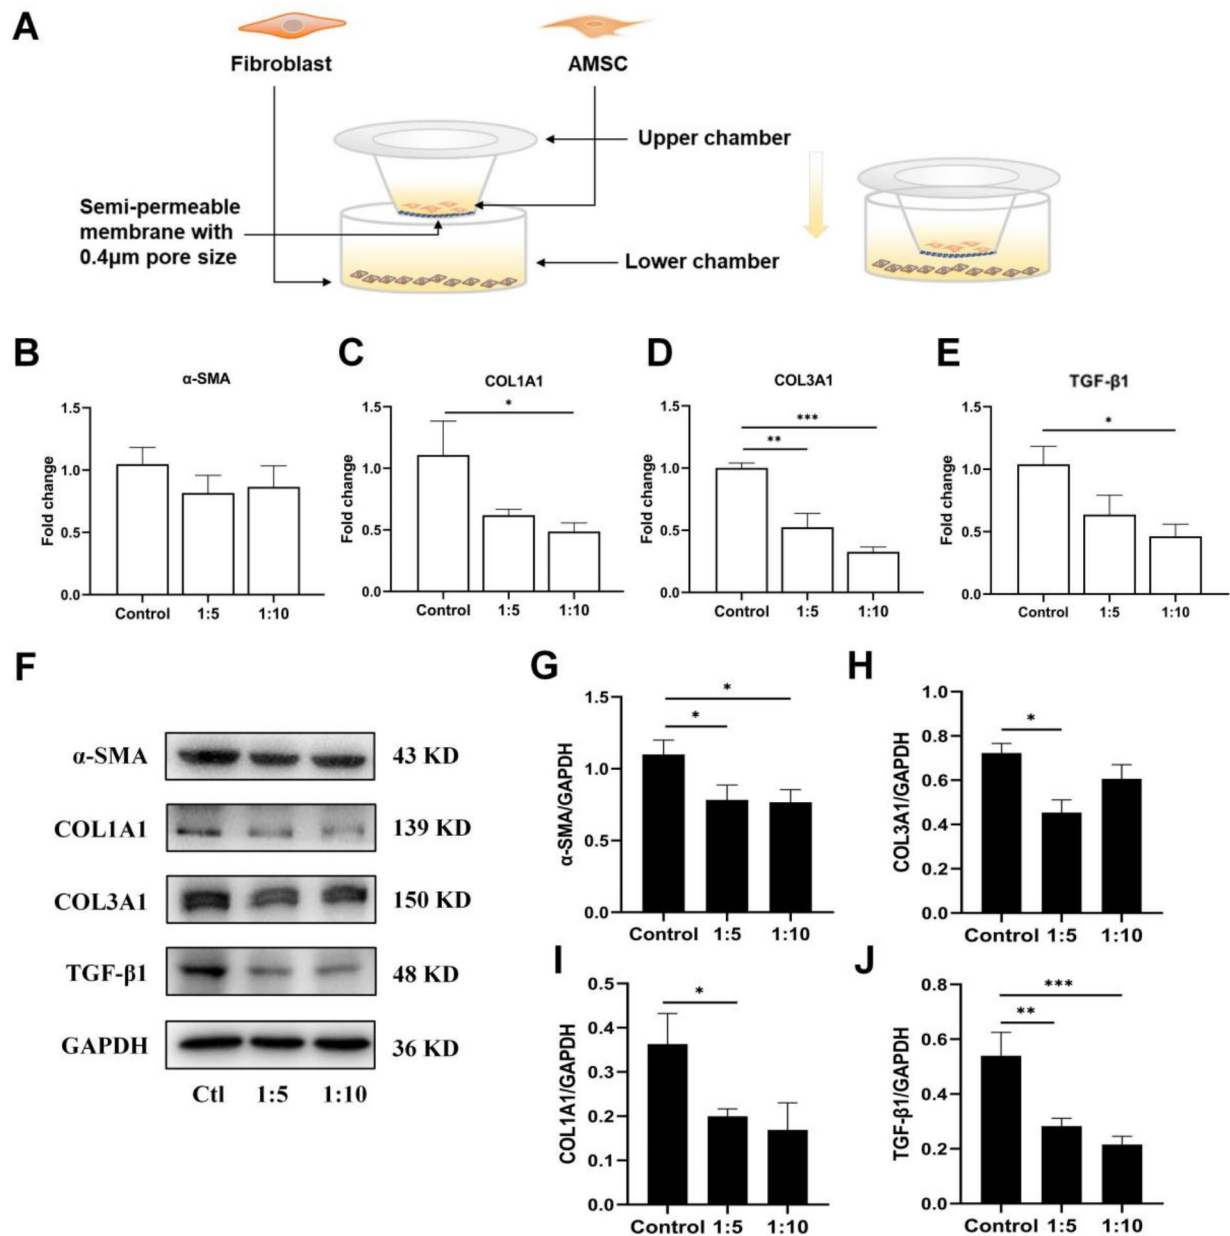 A
Fibroblast
AMSC
Upper chamber
Semi-permeable
membrane with
0.4μm pore size
Lower chamber
B
α-SMA
Fold change
1.5
1.0
0.5
0.0
Control 1:5 1:10
C
COL1A1
Fold change
1.5
1.0
0.5
0.0
*
Control 1:5 1:10
D
COL3A1
Fold change
1.5
1.0
0.5
0.0
***
**
Control 1:5 1:10
E
TGF-β1
Fold change
1.5
1.0
0.5
0.0
*
Control 1:5 1:10
F
α-SMA 43 KD
COL1A1 139 KD
COL3A1 150 KD
TGF-β1 48 KD
GAPDH 36 KD
Ctl 1:5 1:10
G
α-SMA/GAPDH
1.5
1.0
0.5
0.0
*
*
Control 1:5 1:10
H
COL3A1/GAPDH
1.0
0.8
0.6
0.4
0.2
0.0
*
Control 1:5 1:10
I
COL1A1/GAPDH
0.5
0.4
0.3
0.2
0.1
0.0
*
Control 1:5 1:10
J
TGF-β1/GAPDH
0.8
0.6
0.4
0.2
0.0
***
**
Control 1:5 1:10